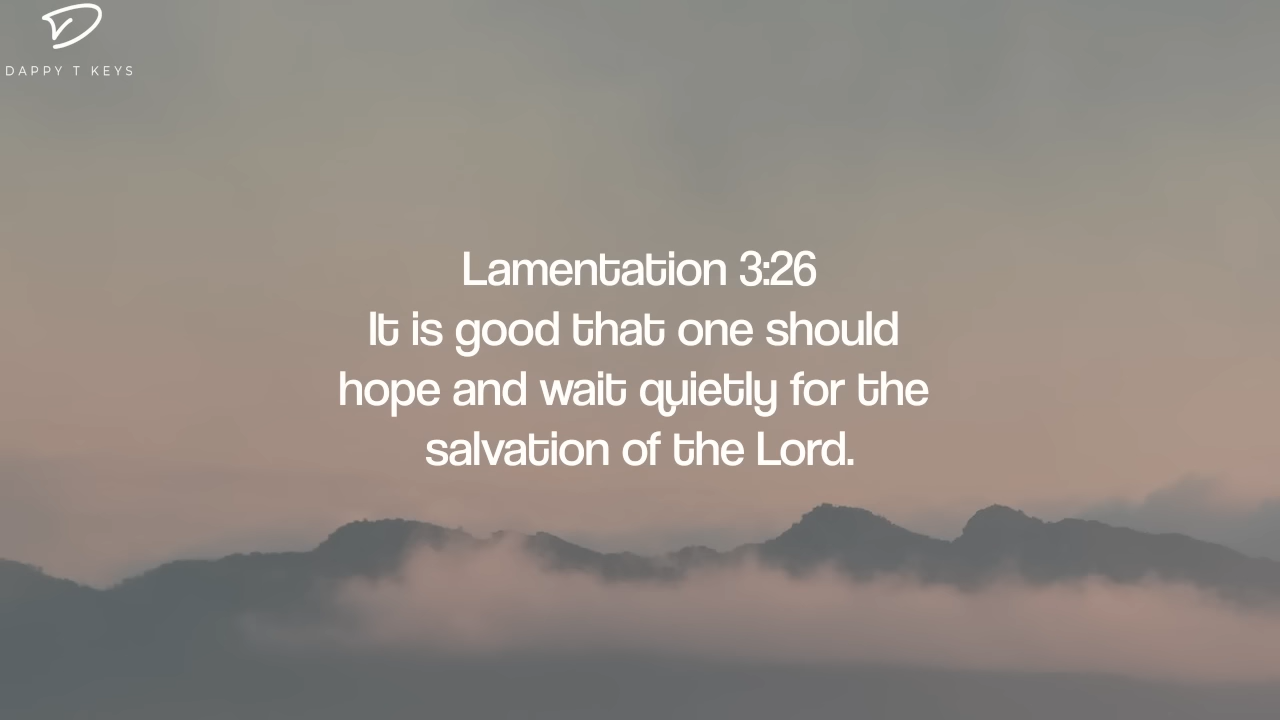 DAPPY T KEYS
Lamentation 3:26
It is good that one should
hope and wait quietly for the
salvation of the Lord.